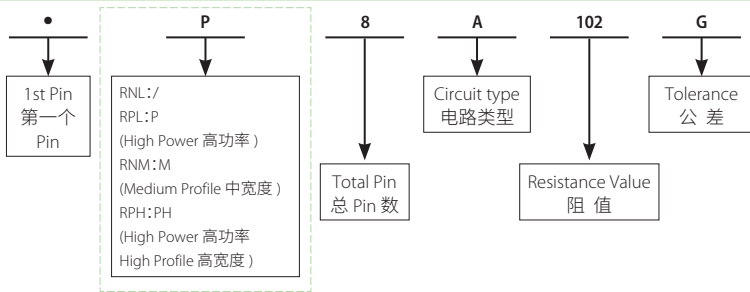 • P 8 A 102 G
1st Pin
第一个
Pin
RNL:/
RPL:P
(High Power 高功率 )
RNM:M
(Medium Profile 中宽度 )
RPH:PH
(High Power 高功率
High Profile 高宽度 )
Total Pin
总 Pin 数
Circuit type
电路类型
Resistance Value
阻 值
Tolerance
公 差